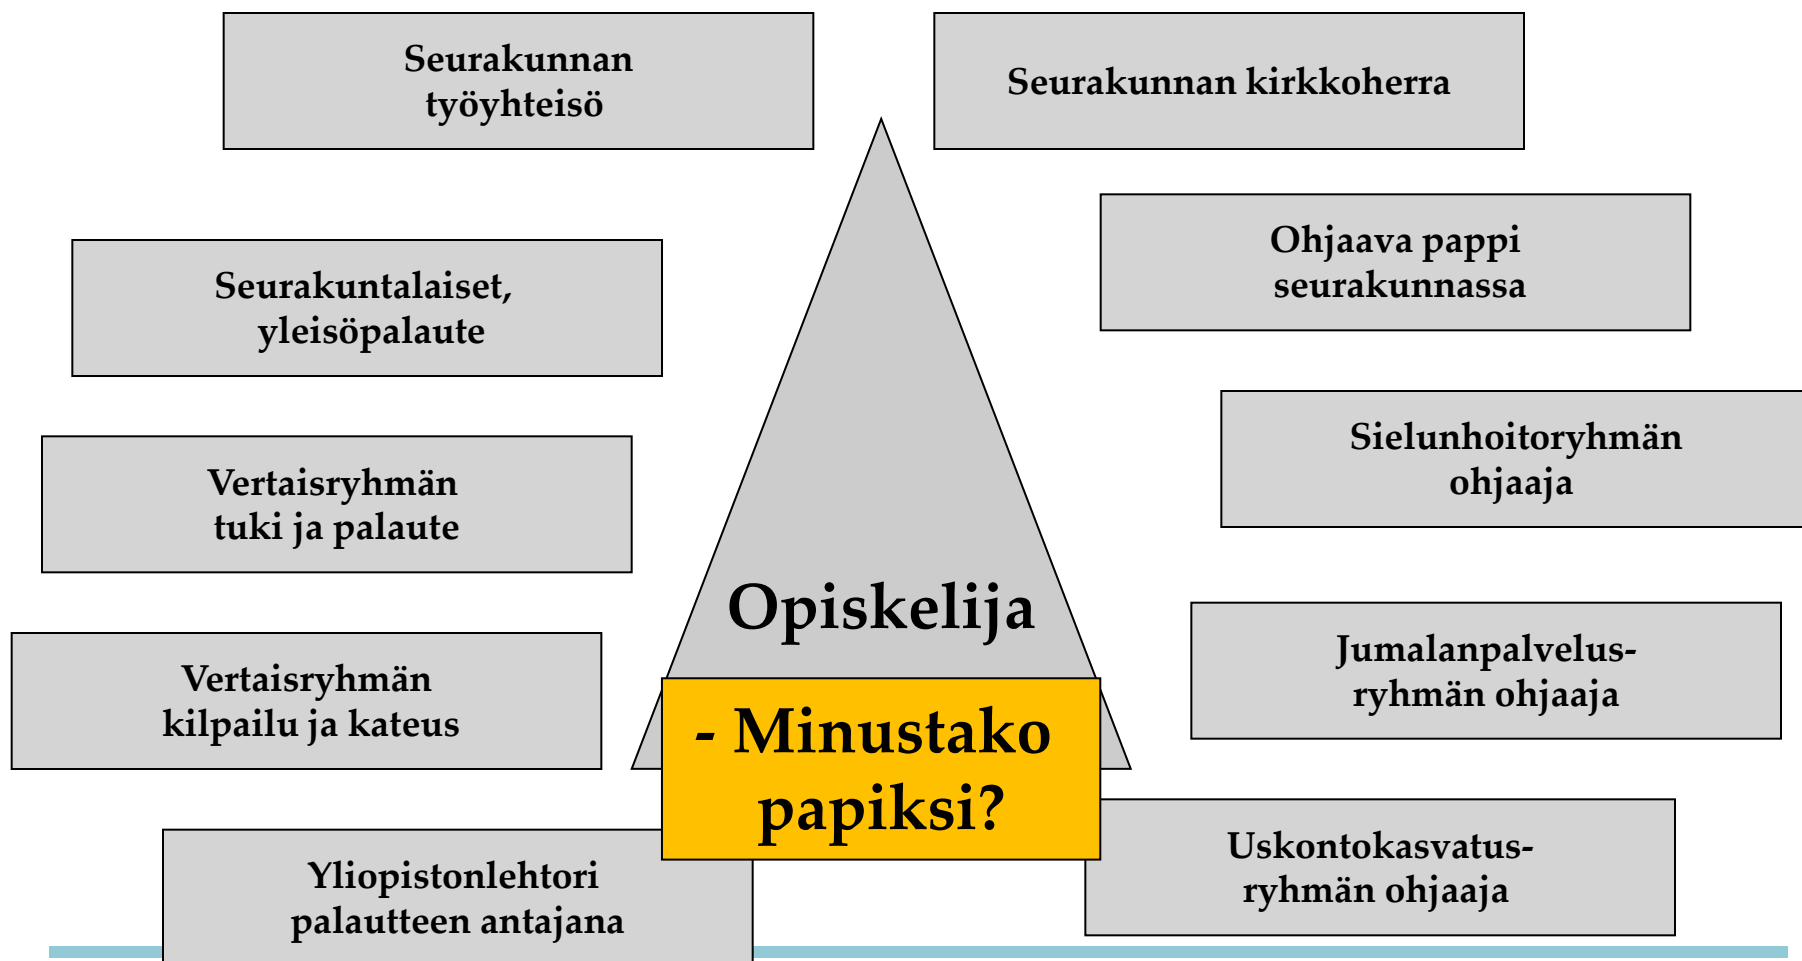 Seurakunnan
työyhteisö
Seurakunnan kirkkoherra
Ohjaava pappi
seurakunnassa
Seurakuntalaiset,
yleisöpalaute
Sielunhoitoryhmän
ohjaaja
Vertaisryhmän
tuki ja palaute
Opiskelija
Jumalanpalvelus-
ryhmän ohjaaja
Vertaisryhmän
kilpailu ja kateus
- Minustako
papiksi?
Uskontokasvatus-
ryhmän ohjaaja
Yliopistonlehtori
palautteen antajana